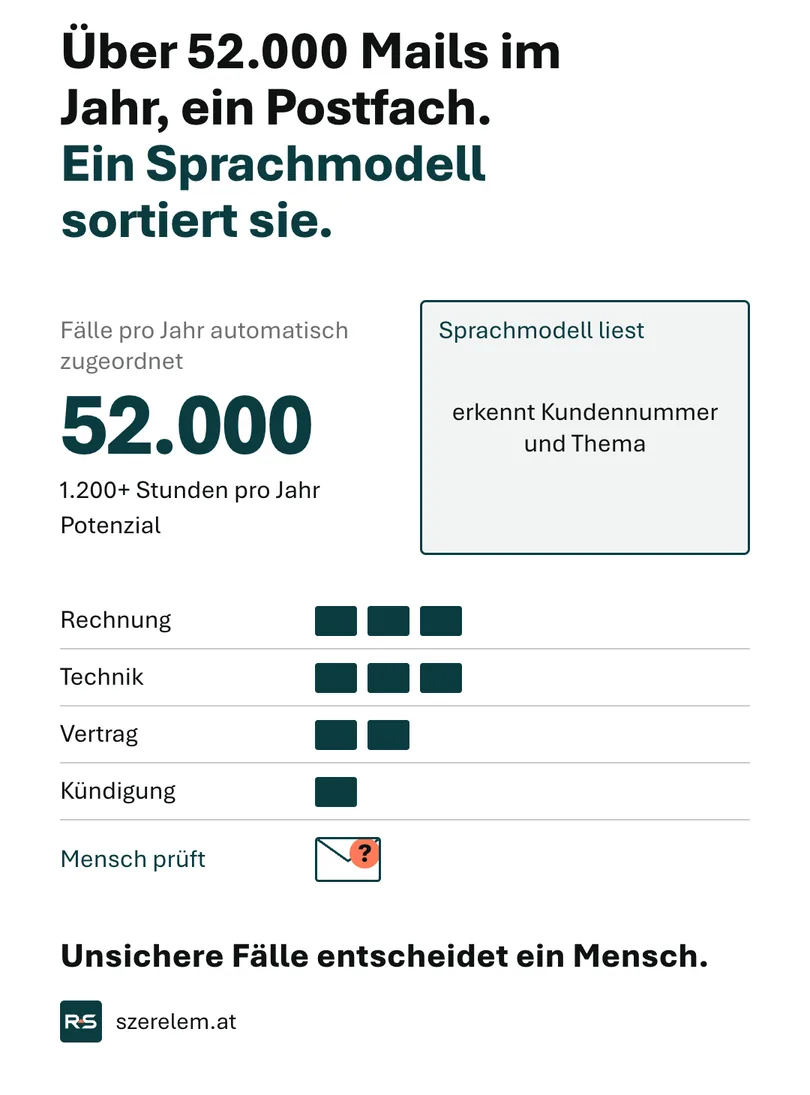 Über 52.000 Mails im
Jahr, ein Postfach.
Ein Sprachmodell
sortiert sie.
Fälle pro Jahr automatisch
zugeordnet
52.000
1.200+ Stunden pro Jahr
Potenzial
Sprachmodell liest
erkennt Kundennummer
und Thema
Rechnung
Technik
Vertrag
Kündigung
Mensch prüft
?
Unsichere Fälle entscheidet ein Mensch.
R-S
szerelem.at